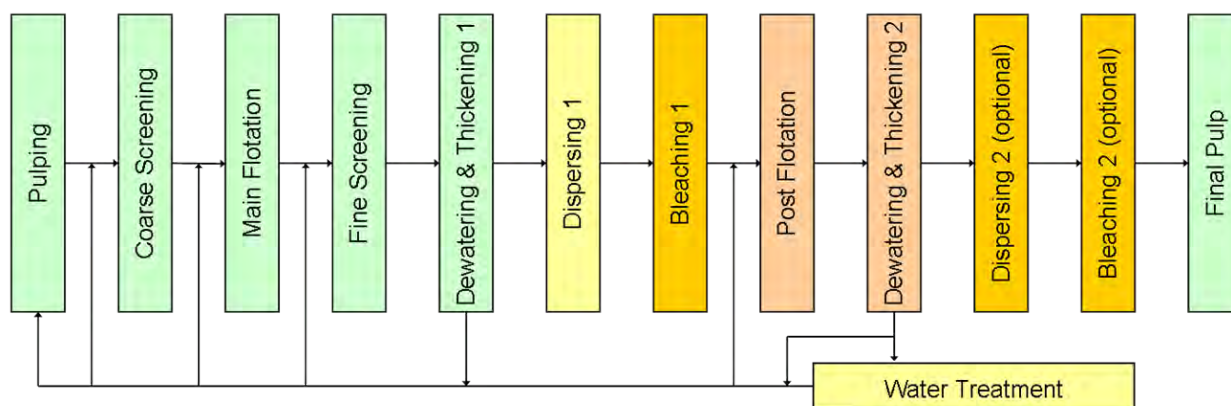 Pulping
Coarse Screening
Main Flotation
Fine Screening
Dewatering & Thickening 1
Dispersing 1
Bleaching 1
Post Flotation
Dewatering & Thickening 2
Dispersing 2 (optional)
Bleaching 2 (optional)
Final Pulp
Water Treatment